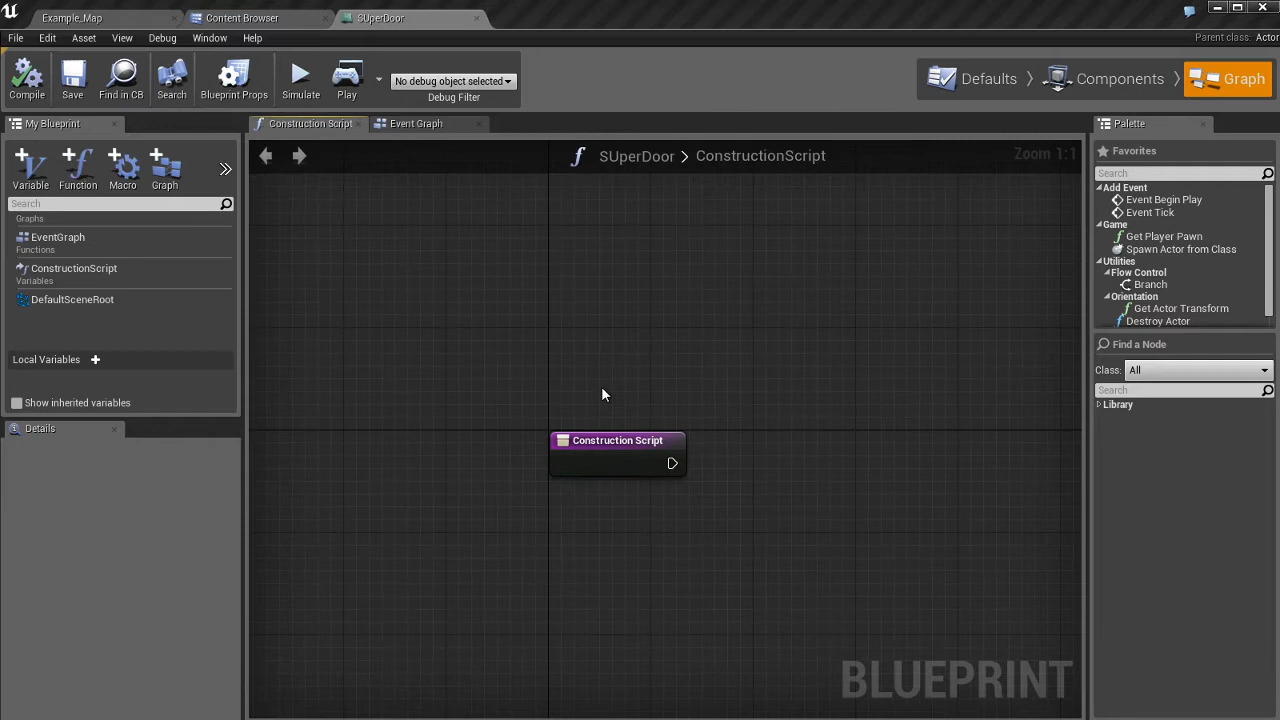 Example_Map
Content Browser
SUperDoor
File Edit Asset View Debug Window Help
Parent class: Actor
Compile
Save
Find in CB
Search
Blueprint Props
Simulate
Play
No debug object selected
Debug Filter
Defaults
Components
Graph
My Blueprint
Variable
Function
Macro
Graph
Search
Graphs
EventGraph
Functions
ConstructionScript
Variables
DefaultSceneRoot
Local Variables
Show inherited variables
Details
Construction Script
Event Graph
SUperDoor > ConstructionScript
Zoom 1:1
Construction Script
BLUEPRINT
Palette
Favorites
Search
Add Event
Event Begin Play
Event Tick
Game
Get Player Pawn
Spawn Actor from Class
Utilities
Flow Control
Branch
Orientation
Get Actor Transform
Destroy Actor
Find a Node
Class: All
Search
Library